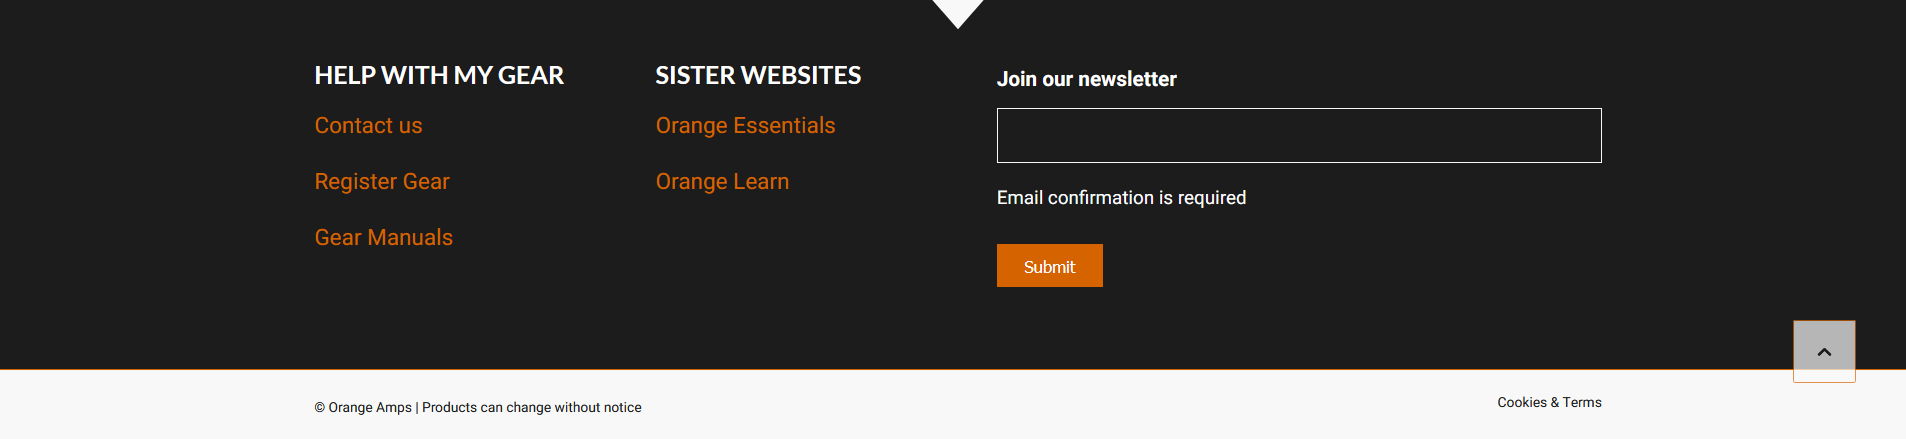 HELP WITH MY GEAR
Contact us
Register Gear
Gear Manuals
SISTER WEBSITES
Orange Essentials
Orange Learn
Join our newsletter
Email confirmation is required
Submit
© Orange Amps | Products can change without notice
Cookies & Terms